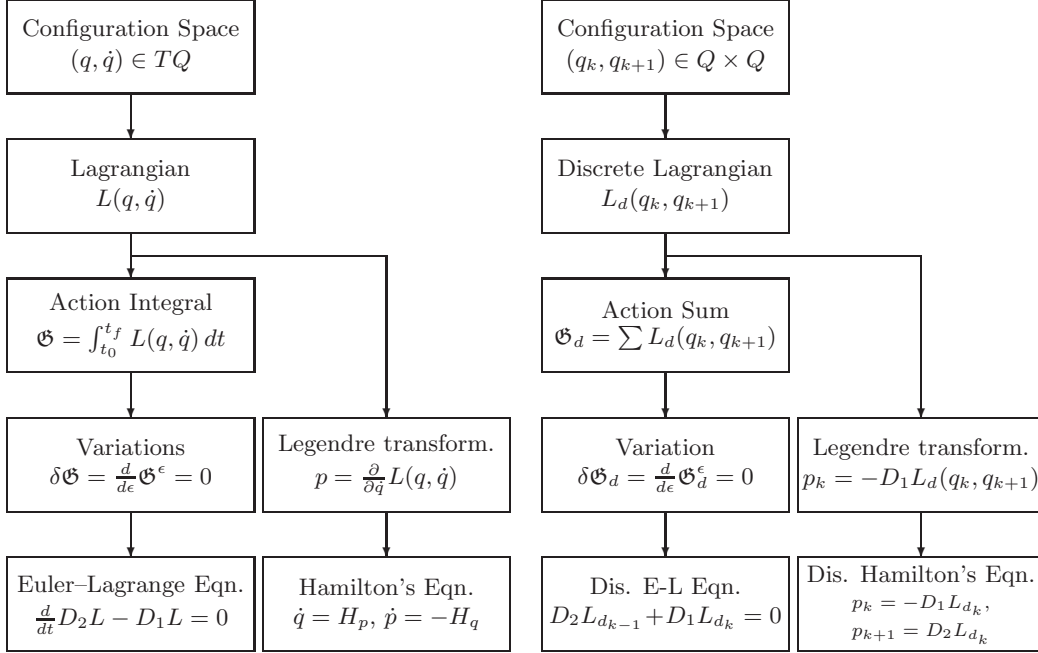 Configuration Space
(q, q̇) ∈ TQ
Lagrangian
L(q, q̇)
Action Integral
𝔊 = ∫_{t_0}^{t_f} L(q, q̇) dt
Variations
δ𝔊 = d/dϵ 𝔊^ϵ = 0
Legendre transform.
p = ∂/∂q̇ L(q, q̇)
Euler–Lagrange Eqn.
d/dt D_2L − D_1L = 0
Hamilton's Eqn.
q̇ = H_p, ṗ = −H_q
Configuration Space
(q_k, q_{k+1}) ∈ Q × Q
Discrete Lagrangian
L_d(q_k, q_{k+1})
Action Sum
𝔊_d = ∑ L_d(q_k, q_{k+1})
Variation
δ𝔊_d = d/dϵ 𝔊_d^ϵ = 0
Legendre transform.
p_k = −D_1L_d(q_k, q_{k+1})
Dis. E-L Eqn.
D_2L_{d_{k−1}} + D_1L_{d_k} = 0
Dis. Hamilton's Eqn.
p_k = −D_1L_{d_k},
p_{k+1} = D_2L_{d_k}